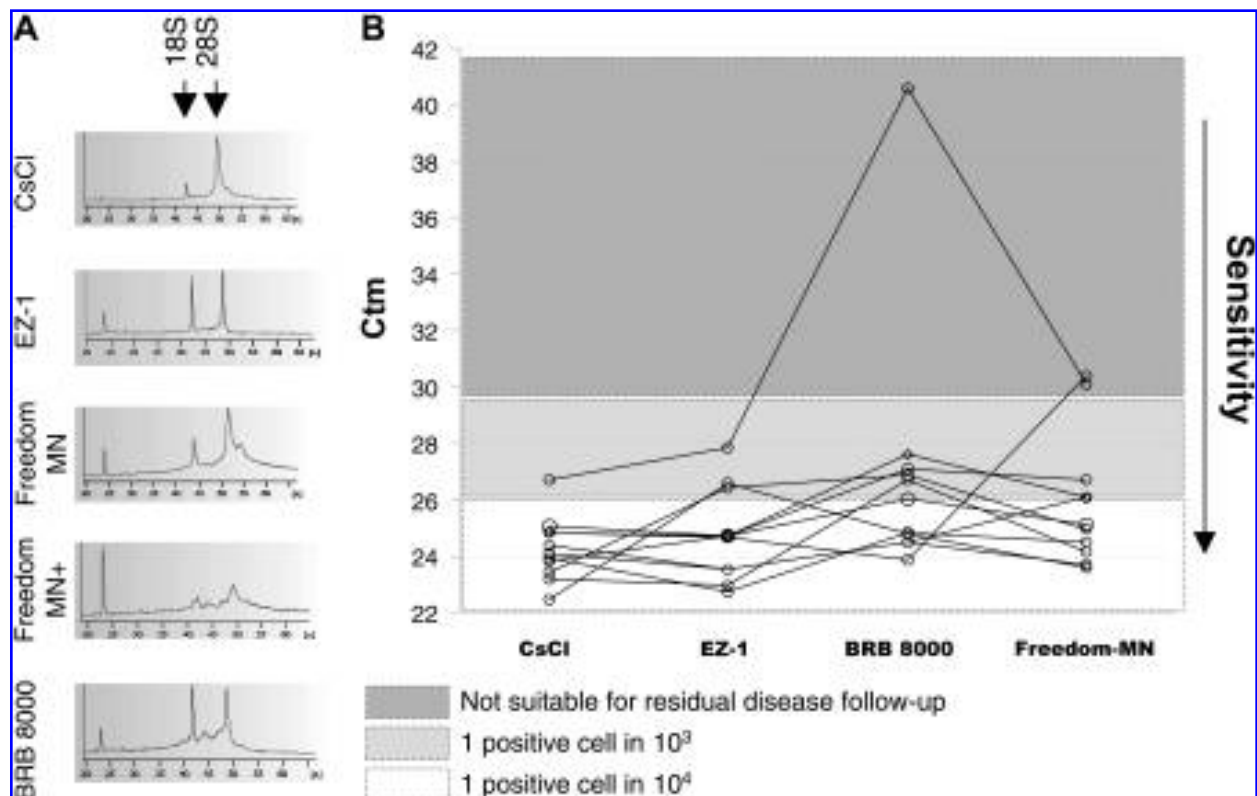 A
18S
28S
CsCl
EZ-1
Freedom
MN
Freedom
MN+
BRB 8000
B
42
40
38
36
34
32
30
28
26
24
22
Ctm
CsCl EZ-1 BRB 8000 Freedom-MN
Sensitivity
Not suitable for residual disease follow-up
1 positive cell in 10³
1 positive cell in 10⁴